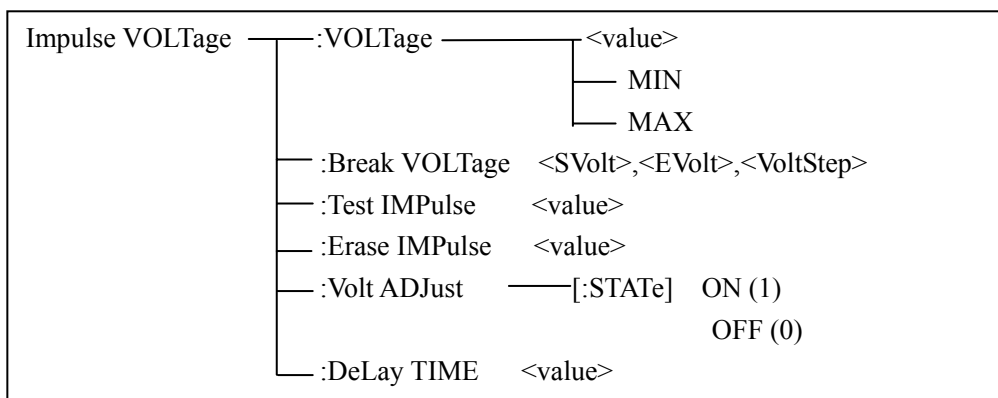 Impulse VOLTage :VOLTage <value>
MIN
MAX
:Break VOLTage <SVolt>,<EVolt>,<VoltStep>
:Test IMPulse <value>
:Erase IMPulse <value>
:Volt ADJust [:STATe] ON (1)
OFF (0)
:DeLay TIME <value>